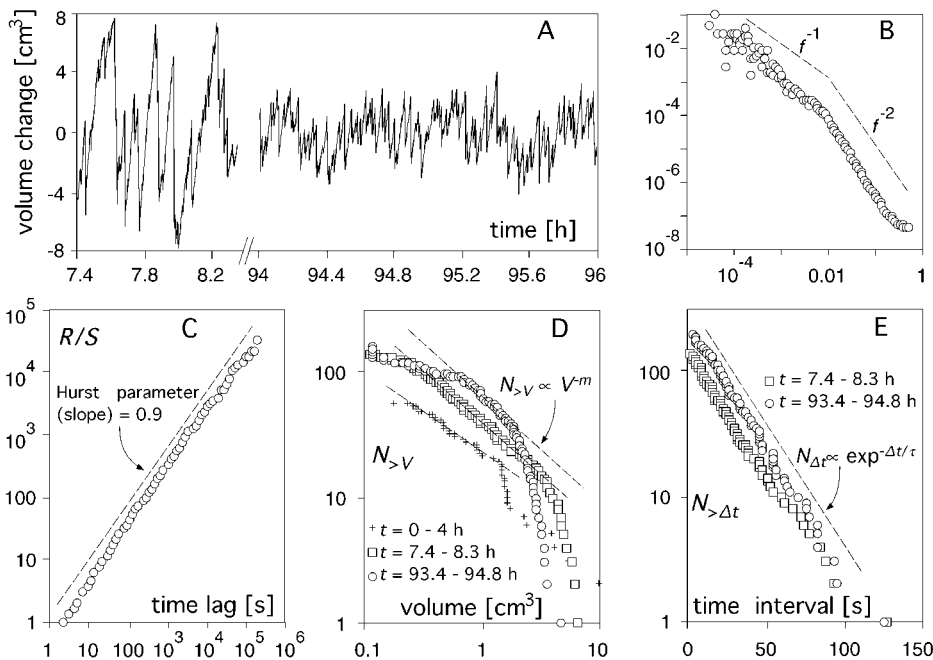 volume change [cm³]
8
4
0
-4
-8
A
time [h]
7.4 7.8 8.2 94 94.4 94.8 95.2 95.6 96
B
10⁻²
10⁻⁴
10⁻⁶
10⁻⁸
f⁻¹
f⁻²
10⁻⁴ 0.01 1
C
R/S
10⁵
10⁴
10³
100
10
1
Hurst parameter
(slope) = 0.9
time lag [s]
1 10 100 10³ 10⁴ 10⁵ 10⁶
D
100
10
1
N>V ∝ V⁻ᵐ
N>V
+ t = 0 - 4 h
□ t = 7.4 - 8.3 h
○ t = 93.4 - 94.8 h
volume [cm³]
0.1 1 10
E
100
10
1
□ t = 7.4 - 8.3 h
○ t = 93.4 - 94.8 h
NΔt ∝ exp^-Δt/τ
N>Δt
time interval [s]
0 50 100 150